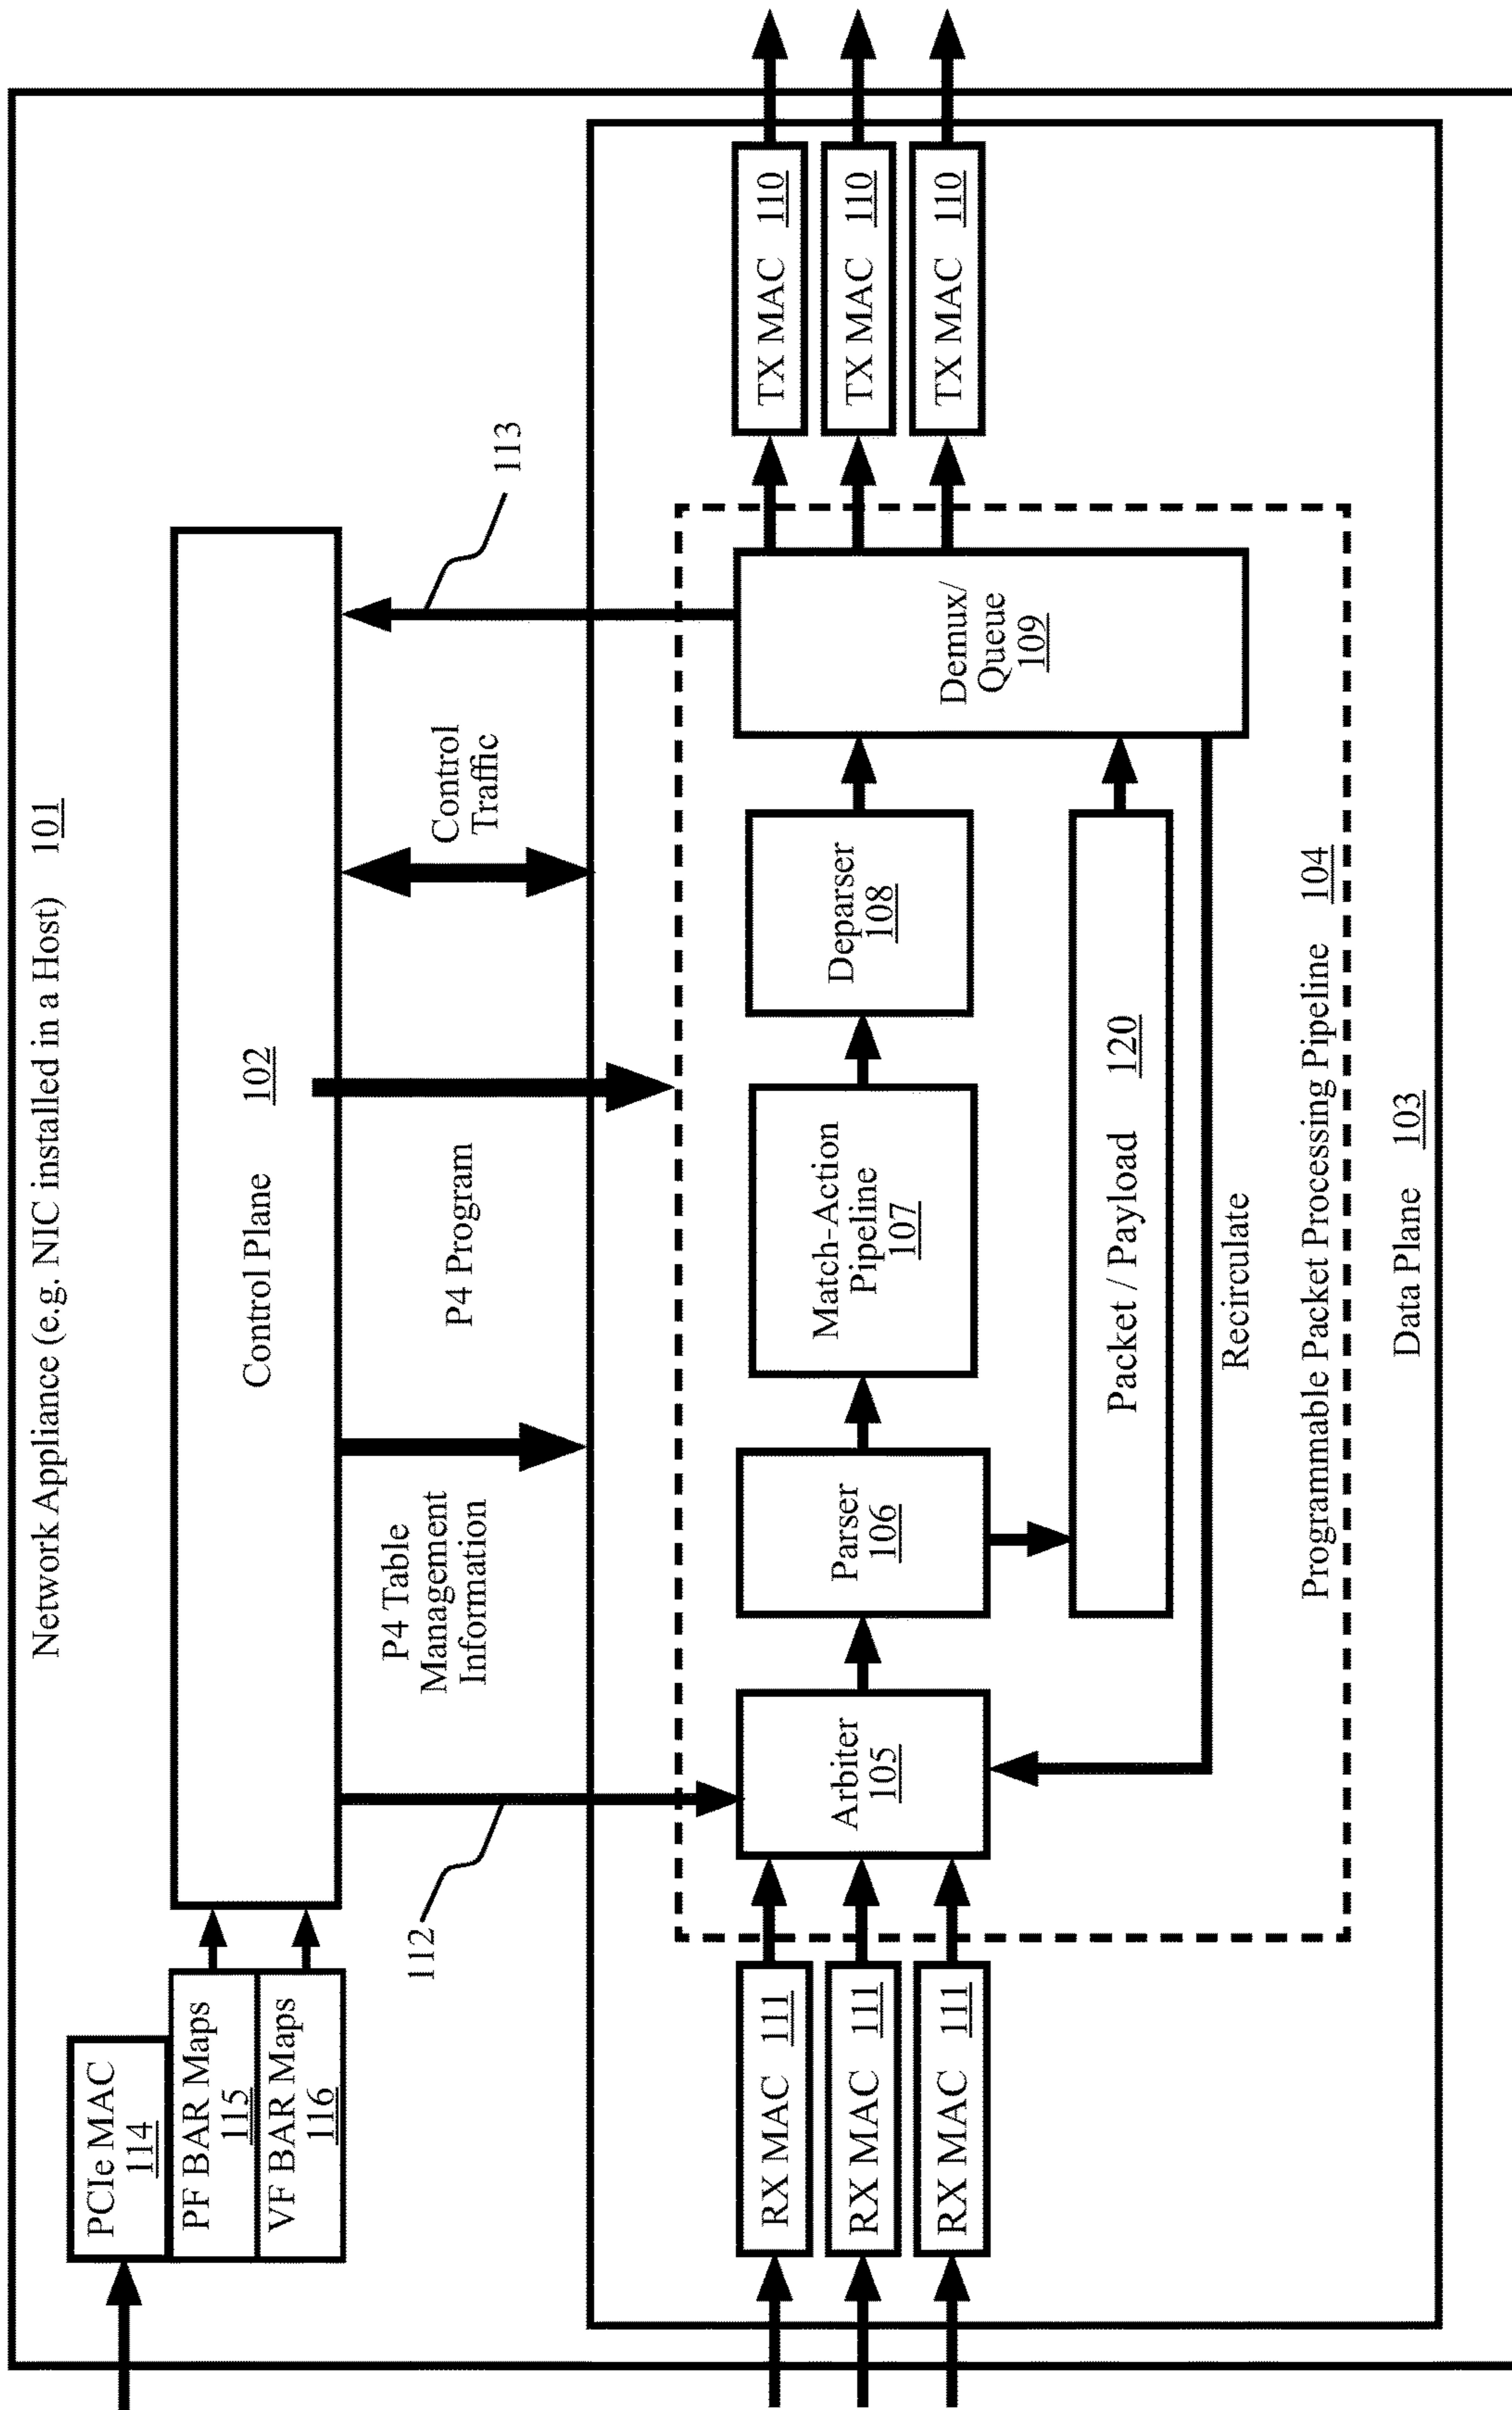 Network Appliance (e.g. NIC installed in a Host) 101
PCIe MAC
114
PF BAR Maps
115
VF BAR Maps
116
Control Plane 102
112
P4 Table
Management
Information
P4 Program
Control
Traffic
113
RX MAC 111
RX MAC 111
RX MAC 111
Arbiter
105
Parser
106
Match-Action
Pipeline
107
Deparser
108
Demux/
Queue
109
TX MAC 110
TX MAC 110
TX MAC 110
Packet / Payload 120
Recirculate
Programmable Packet Processing Pipeline 104
Data Plane 103